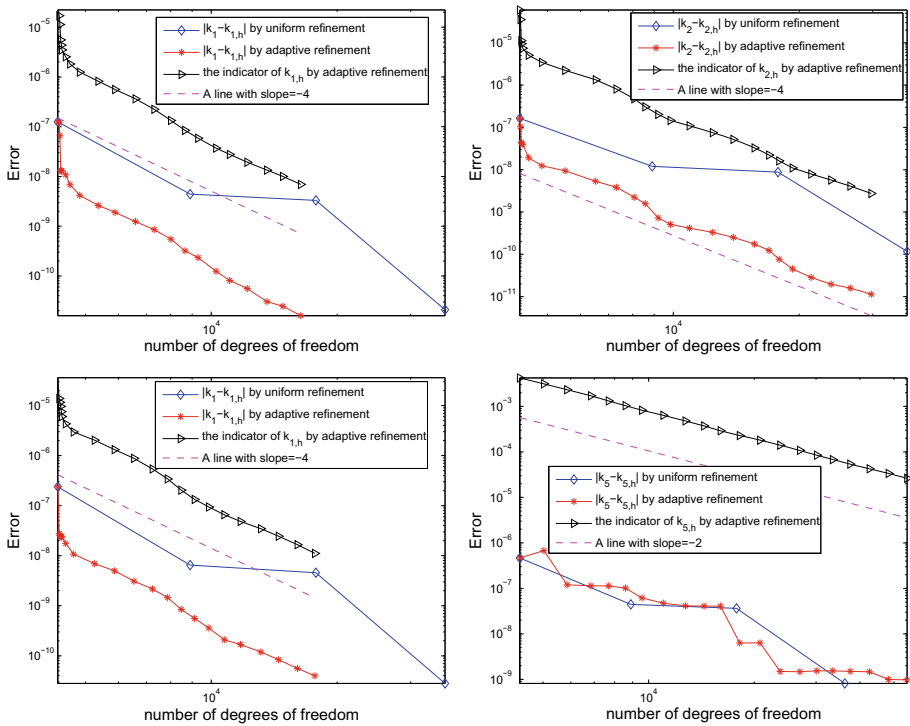 |k₁−k₁,ₕ| by uniform refinement
|k₁−k₁,ₕ| by adaptive refinement
the indicator of k₁,ₕ by adaptive refinement
A line with slope=−4
10⁻⁵
10⁻⁶
10⁻⁷
10⁻⁸
10⁻⁹
10⁻¹⁰
Error
10⁴
number of degrees of freedom
|k₂−k₂,ₕ| by uniform refinement
|k₂−k₂,ₕ| by adaptive refinement
the indicator of k₂,ₕ by adaptive refinement
A line with slope=−4
10⁻⁵
10⁻⁶
10⁻⁷
10⁻⁸
10⁻⁹
10⁻¹⁰
10⁻¹¹
Error
10⁴
number of degrees of freedom
|k₁−k₁,ₕ| by uniform refinement
|k₁−k₁,ₕ| by adaptive refinement
the indicator of k₁,ₕ by adaptive refinement
A line with slope=−4
10⁻⁵
10⁻⁶
10⁻⁷
10⁻⁸
10⁻⁹
10⁻¹⁰
Error
10⁴
number of degrees of freedom
10⁻³
10⁻⁴
10⁻⁵
10⁻⁶
10⁻⁷
10⁻⁸
10⁻⁹
Error
|k₅−k₅,ₕ| by uniform refinement
|k₅−k₅,ₕ| by adaptive refinement
the indicator of k₅,ₕ by adaptive refinement
A line with slope=−2
10⁴
number of degrees of freedom